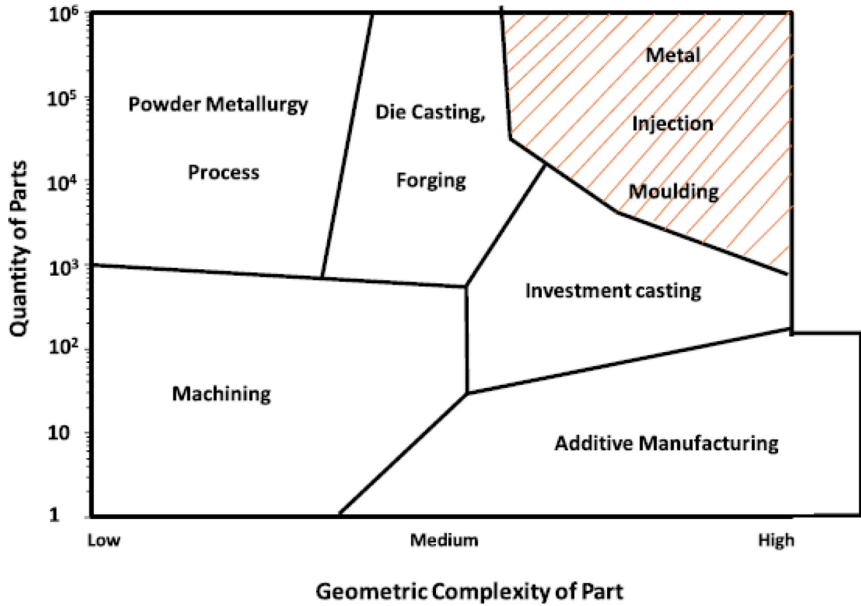 10⁶
10⁵
10⁴
10³
10²
10
1
Quantity of Parts
Powder Metallurgy
Process
Die Casting,
Forging
Metal
Injection
Moulding
Investment casting
Machining
Additive Manufacturing
Low
Medium
High
Geometric Complexity of Part